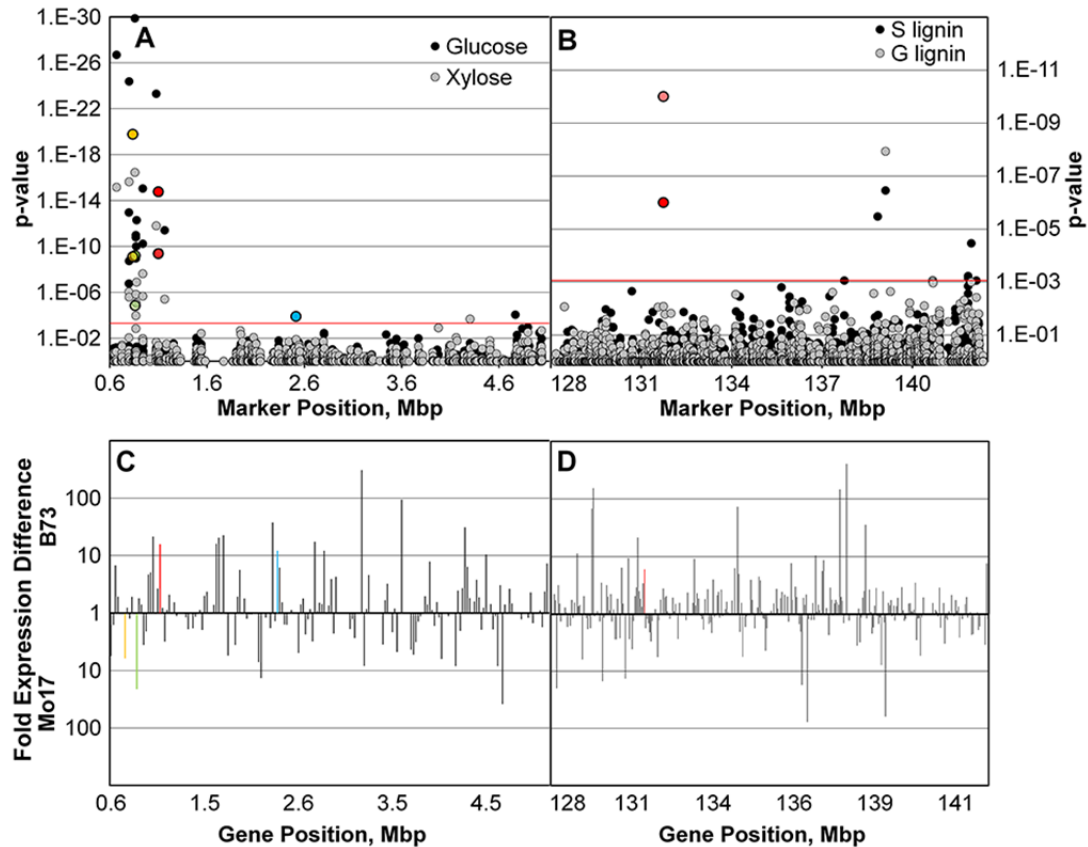 A
B
Glucose
Xylose
S lignin
G lignin
1.E-30
1.E-26
1.E-22
1.E-18
1.E-14
1.E-10
1.E-06
1.E-02
p-value
1.E-11
1.E-09
1.E-07
1.E-05
1.E-03
1.E-01
p-value
0.6 1.6 2.6 3.6 4.6
Marker Position, Mbp
128 131 134 137 140
Marker Position, Mbp
C
D
100
10
1
1
10
100
Fold Expression Difference
Mo17 B73
0.6 1.5 2.6 3.5 4.5
Gene Position, Mbp
128 131 134 136 139 141
Gene Position, Mbp